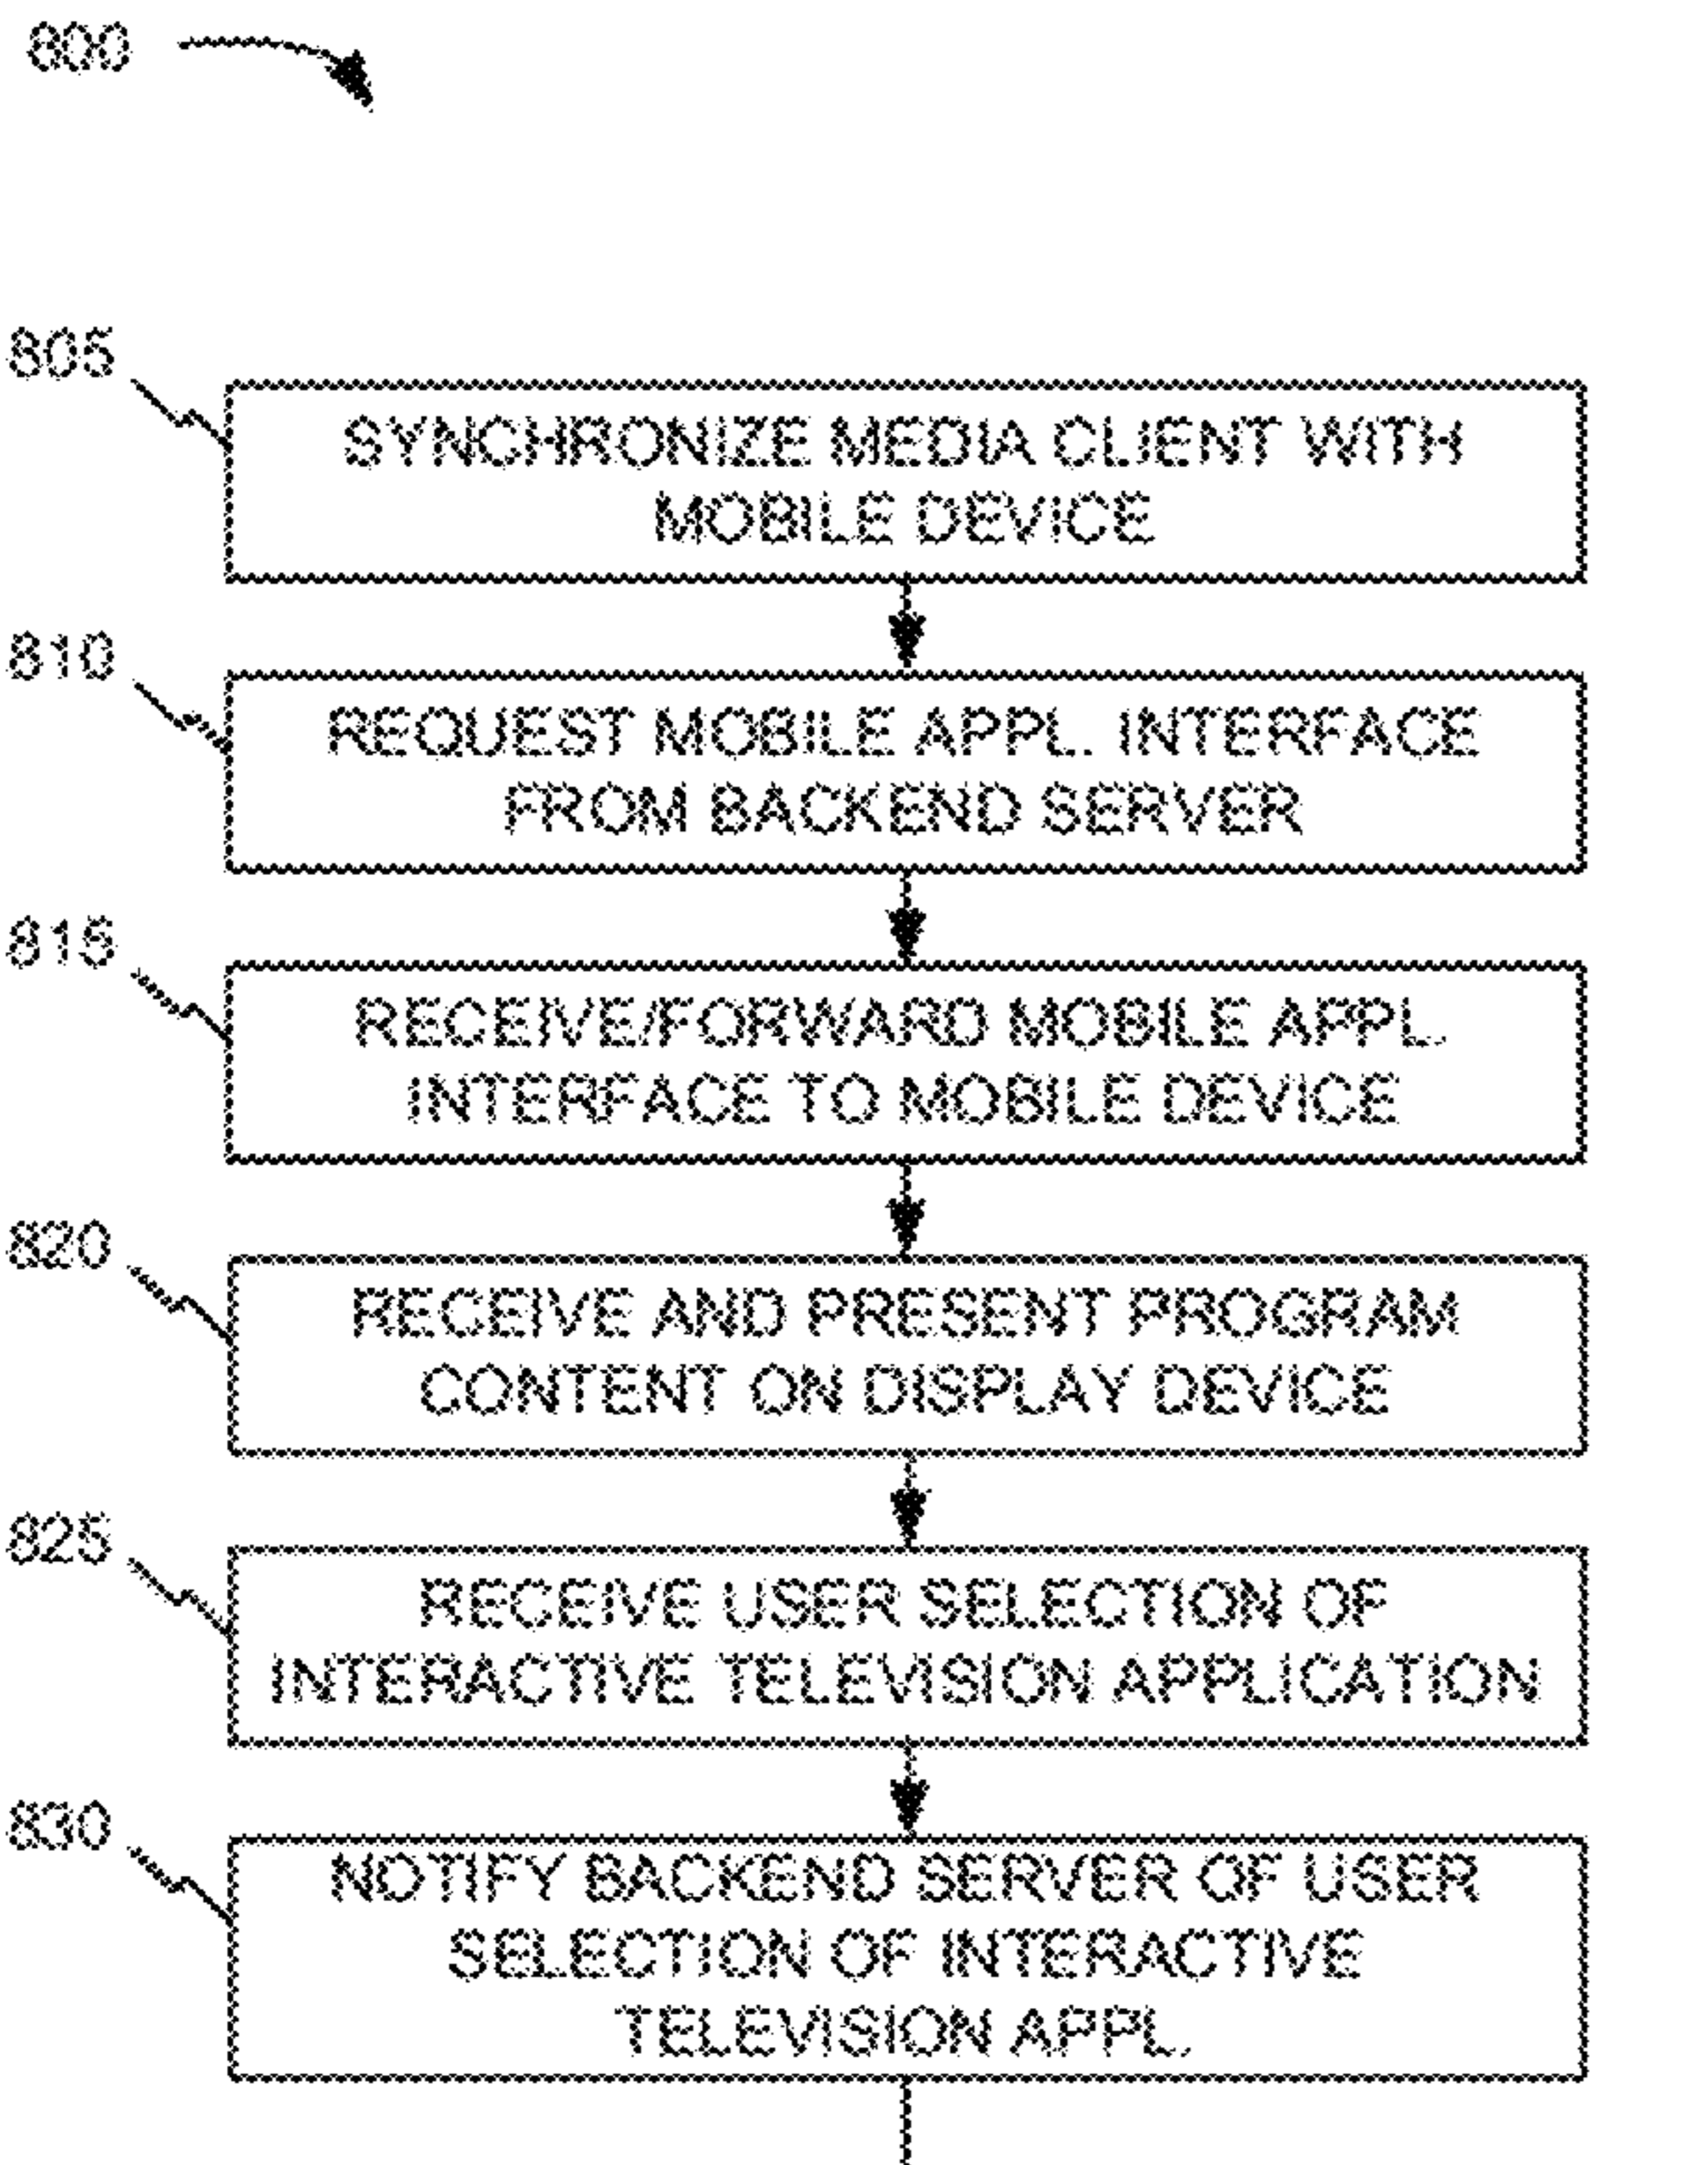 800
805
SYNCHRONIZE MEDIA CLIENT WITH
MOBILE DEVICE
810
REQUEST MOBILE APPL. INTERFACE
FROM BACKEND SERVER
815
RECEIVE/FORWARD MOBILE APPL.
INTERFACE TO MOBILE DEVICE
820
RECEIVE AND PRESENT PROGRAM
CONTENT ON DISPLAY DEVICE
825
RECEIVE USER SELECTION OF
INTERACTIVE TELEVISION APPLICATION
830
NOTIFY BACKEND SERVER OF USER
SELECTION OF INTERACTIVE
TELEVISION APPL.